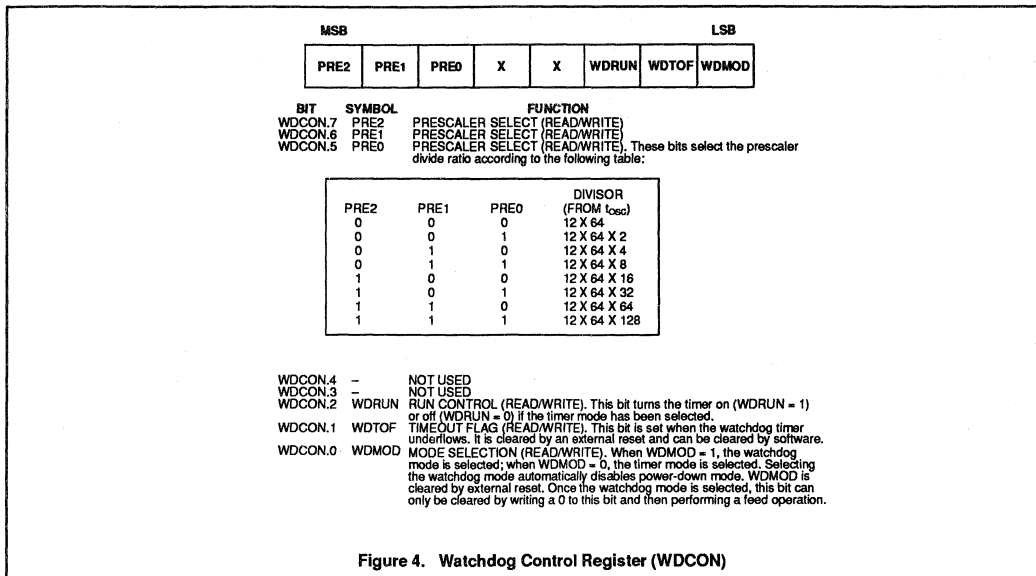 MSB LSB
PRE2 PRE1 PRE0 X X WDRUN WDTOF WDMOD
BIT SYMBOL FUNCTION
WDCON.7 PRE2 PRESCALER SELECT (READ/WRITE)
WDCON.6 PRE1 PRESCALER SELECT (READ/WRITE)
WDCON.5 PRE0 PRESCALER SELECT (READ/WRITE). These bits select the prescaler
divide ratio according to the following table:
DIVISOR
PRE2 PRE1 PRE0 (FROM tOSC)
0 0 0 12 X 64
0 0 1 12 X 64 X 2
0 1 0 12 X 64 X 4
0 1 1 12 X 64 X 8
1 0 0 12 X 64 X 16
1 0 1 12 X 64 X 32
1 1 0 12 X 64 X 64
1 1 1 12 X 64 X 128
WDCON.4 – NOT USED
WDCON.3 – NOT USED
WDCON.2 WDRUN RUN CONTROL (READ/WRITE). This bit turns the timer on (WDRUN = 1)
or off (WDRUN = 0) if the timer mode has been selected.
WDCON.1 WDTOF TIMEOUT FLAG (READ/WRITE). This bit is set when the watchdog timer
underflows. It is cleared by an external reset and can be cleared by software.
WDCON.0 WDMOD MODE SELECTION (READ/WRITE). When WDMOD = 1, the watchdog
mode is selected; when WDMOD = 0, the timer mode is selected. Selecting
the watchdog mode automatically disables power-down mode. WDMOD is
cleared by external reset. Once the watchdog mode is selected, this bit can
only be cleared by writing a 0 to this bit and then performing a feed operation.
Figure 4. Watchdog Control Register (WDCON)